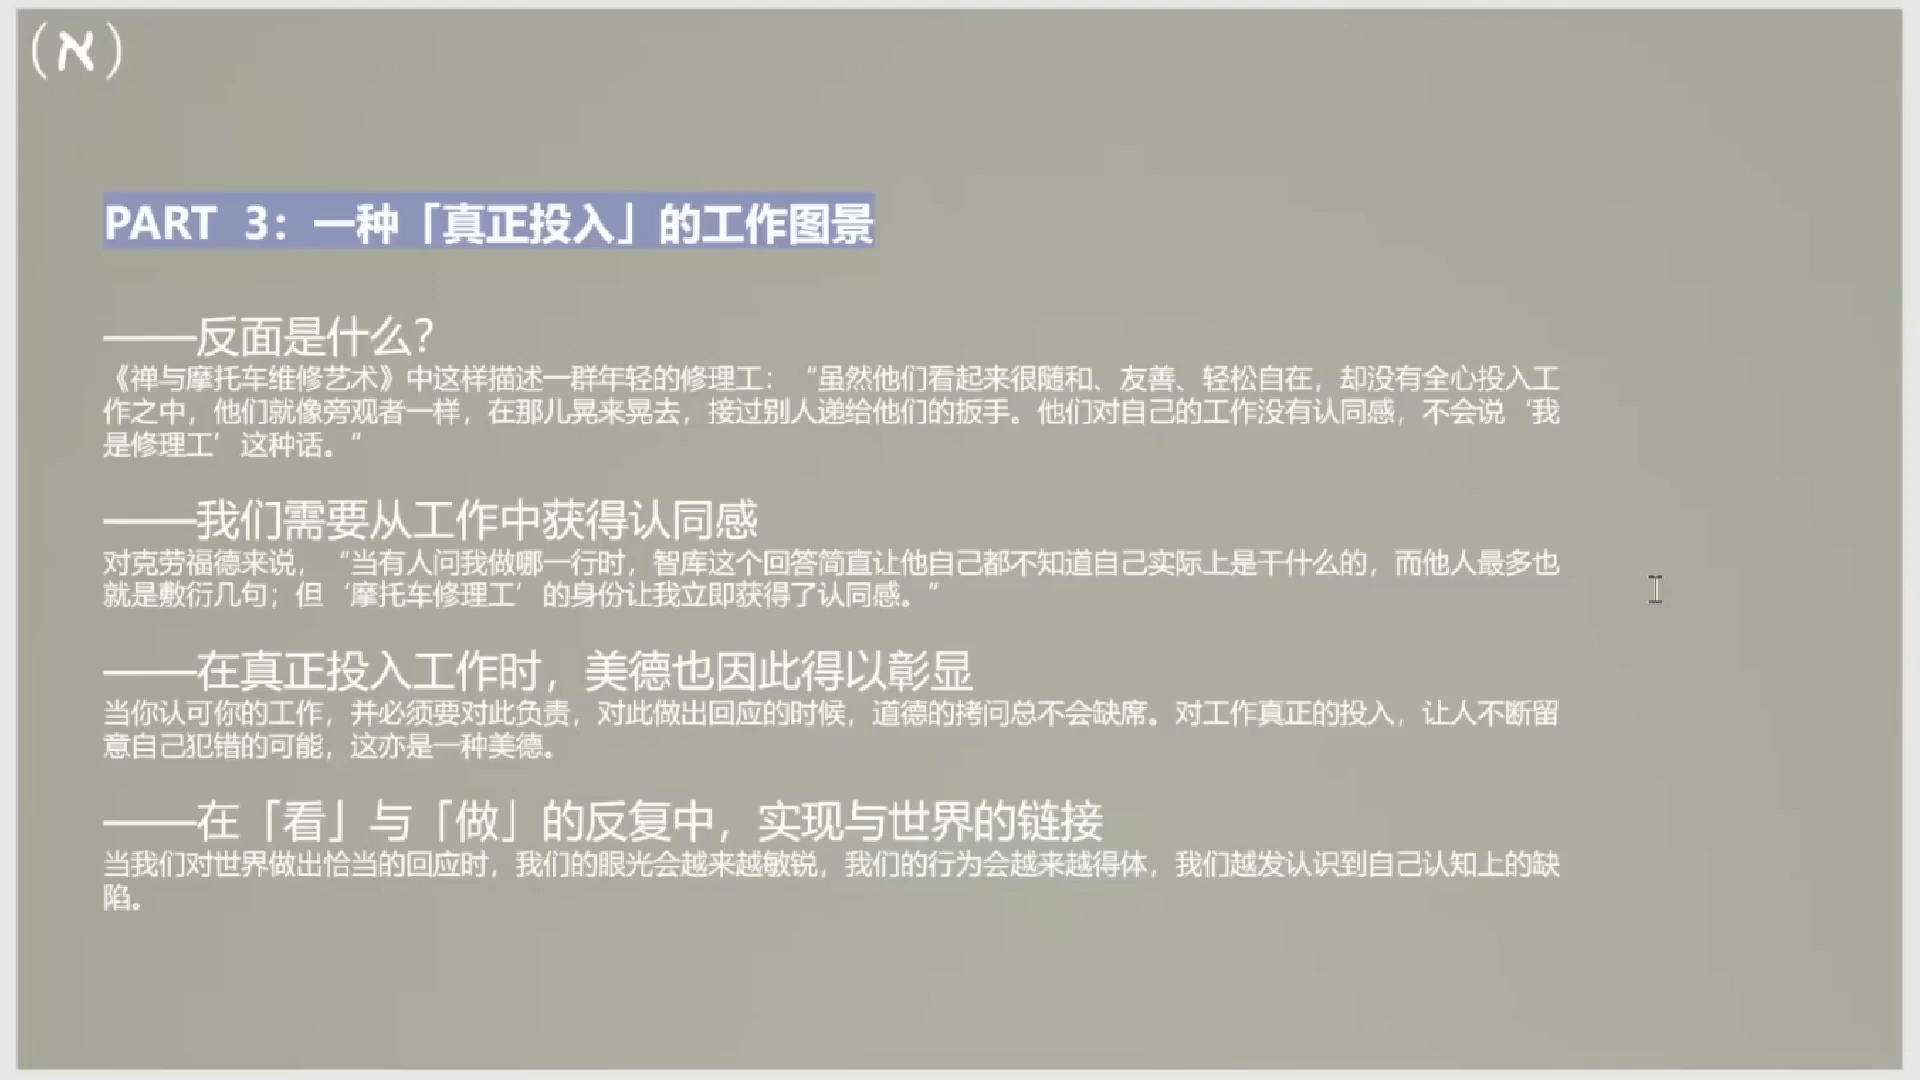 (א)
PART 3：一种「真正投入」的工作图景
——反面是什么？
《禅与摩托车维修艺术》中这样描述一群年轻的修理工：“虽然他们看起来很随和、友善、轻松自在，却没有全心投入工
作之中，他们就像旁观者一样，在那儿晃来晃去，接过别人递给他们的扳手。他们对自己的工作没有认同感，不会说‘我
是修理工’这种话。”
——我们需要从工作中获得认同感
对克劳福德来说，“当有人问我做哪一行时，智库这个回答简直让他自己都不知道自己实际上是干什么的，而他人最多也
就是敷衍几句；但‘摩托车修理工’的身份让我立即获得了认同感。”
——在真正投入工作时，美德也因此得以彰显
当你认可你的工作，并必须要对此负责，对此做出回应的时候，道德的拷问总不会缺席。对工作真正的投入，让人不断留
意自己犯错的可能，这亦是一种美德。
——在「看」与「做」的反复中，实现与世界的链接
当我们对世界做出恰当的回应时，我们的眼光会越来越敏锐，我们的行为会越来越得体，我们越发认识到自己认知上的缺
陷。